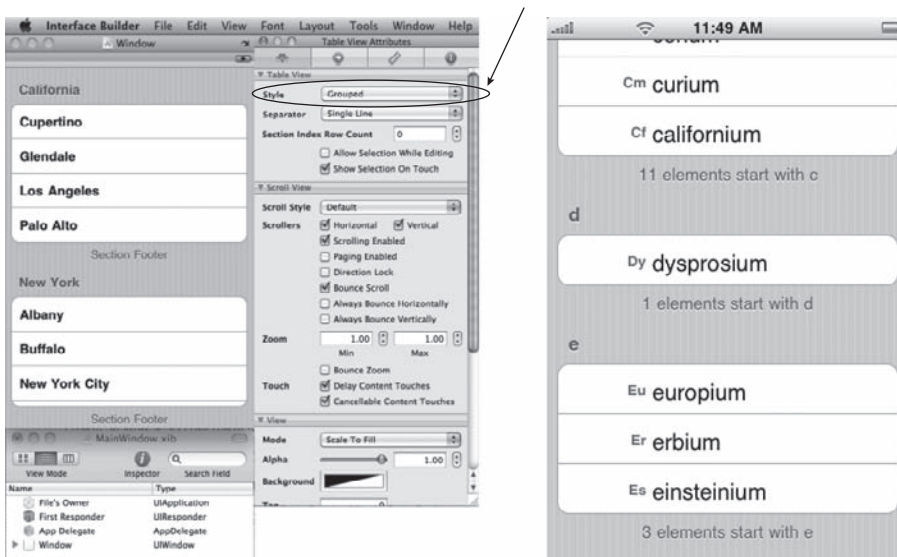 Interface Builder File Edit View Font Layout Tools Window Help
Window
California
Cupertino
Glendale
Los Angeles
Palo Alto
Section Footer
New York
Albany
Buffalo
New York City
Section Footer
MainWindow.xib
View Mode Inspector Search Field
Name Type
File's Owner UIApplication
First Responder UIResponder
App Delegate AppDelegate
Window UIWindow
Table View Attributes
Table View
Style Grouped
Separator Single Line
Section Index Row Count 0
Allow Selection While Editing
Show Selection On Touch
Scroll View
Scroll Style Default
Scrollers Horizontal Vertical
Scrolling Enabled
Paging Enabled
Direction Lock
Bounce Scroll
Always Bounce Horizontally
Always Bounce Vertically
Zoom 1.00 1.00
Min Max
Bounce Zoom
Touch Delay Content Touches
Cancellable Content Touches
View
Mode Scale To Fill
Alpha 1.00
Background
11:49 AM
Cm curium
Cf californium
11 elements start with c
d
Dy dysprosium
1 elements start with d
e
Eu europium
Er erbium
Es einsteinium
3 elements start with e